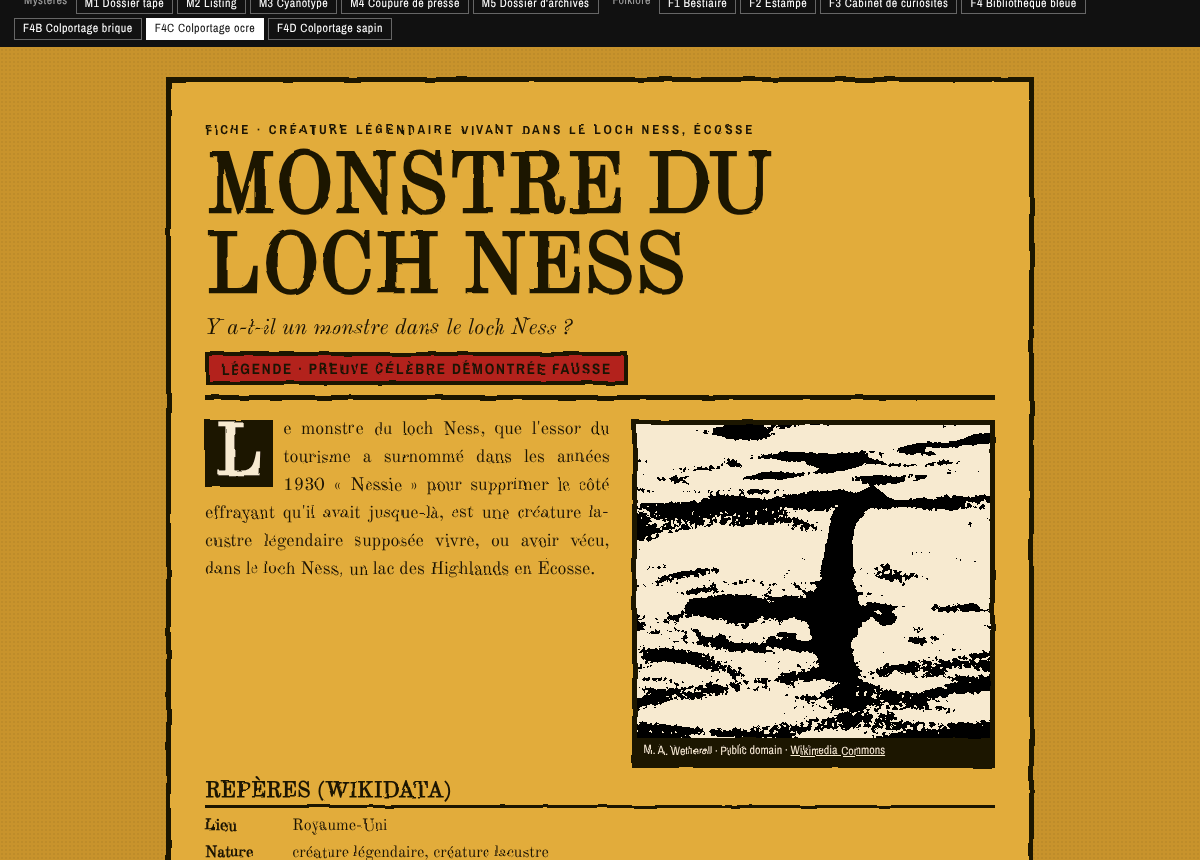 Mystères M1 Dossier tapé M2 Listing M3 Cyanotype M4 Coupure de presse M5 Dossier d'archives Folklore F1 Bestiaire F2 Estampe F3 Cabinet de curiosités F4 Bibliothèque bleue
F4B Colportage brique F4C Colportage ocre F4D Colportage sapin
FICHE · CRÉATURE LÉGENDAIRE VIVANT DANS LE LOCH NESS, ÉCOSSE
MONSTRE DU
LOCH NESS
Y a-t-il un monstre dans le loch Ness ?
LÉGENDE · PREUVE CÉLÈBRE DÉMONTRÉE FAUSSE
Le monstre du loch Ness, que l'essor du
tourisme a surnommé dans les années
1930 « Nessie » pour supprimer le côté
effrayant qu'il avait jusque-là, est une créature la-
custre légendaire supposée vivre, ou avoir vécu,
dans le loch Ness, un lac des Highlands en Écosse.
M. A. Wetherell · Public domain · Wikimedia Commons
REPÈRES (WIKIDATA)
Lieu Royaume-Uni
Nature créature légendaire, créature lacustre